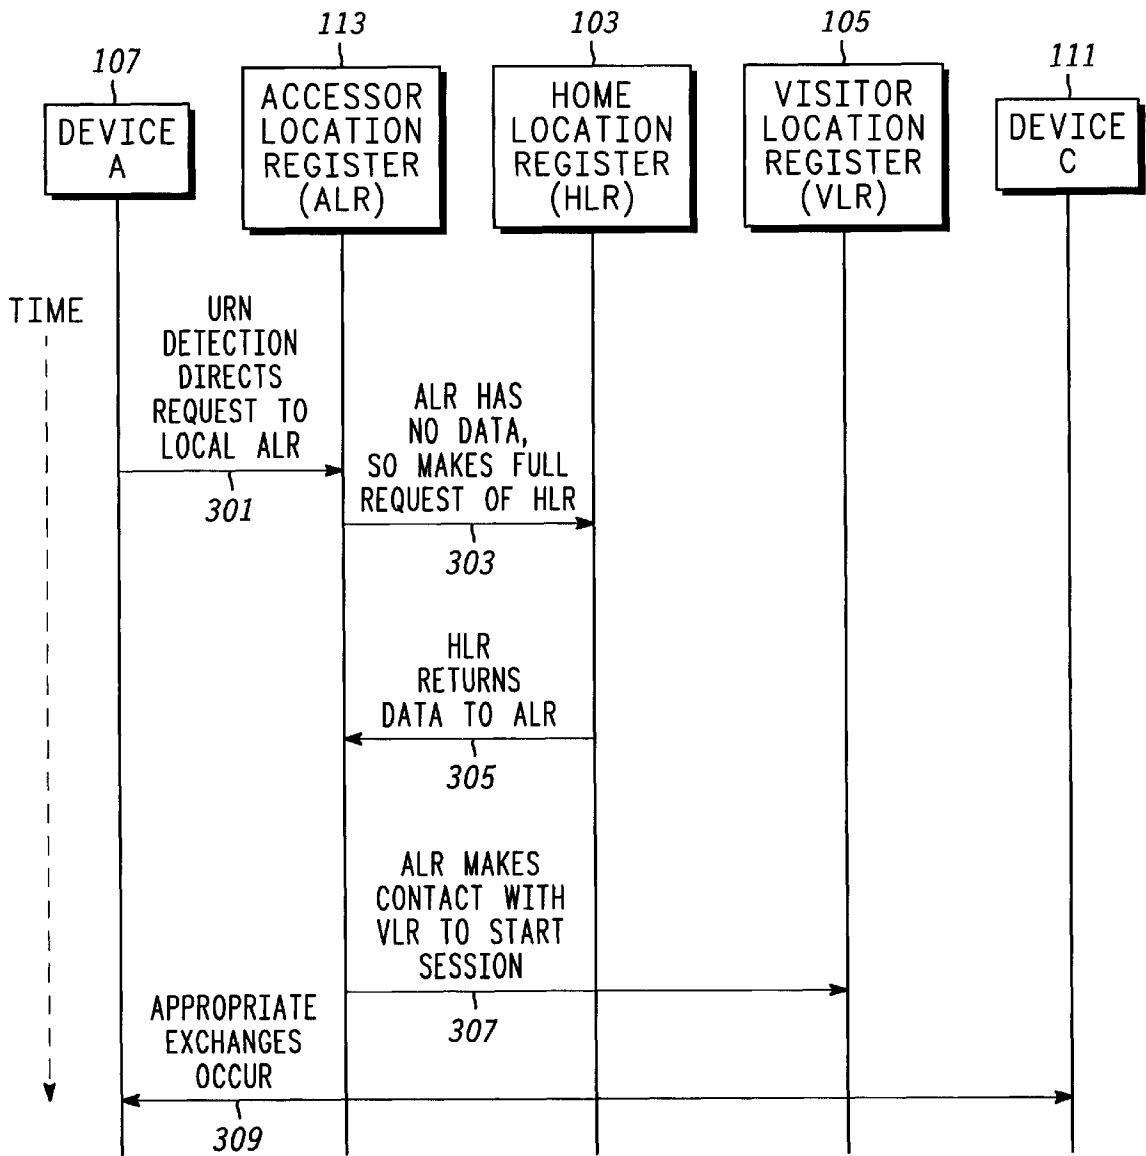 107
DEVICE
A
113
ACCESSOR
LOCATION
REGISTER
(ALR)
103
HOME
LOCATION
REGISTER
(HLR)
105
VISITOR
LOCATION
REGISTER
(VLR)
111
DEVICE
C
TIME
URN
DETECTION
DIRECTS
REQUEST TO
LOCAL ALR
301
ALR HAS
NO DATA,
SO MAKES FULL
REQUEST OF HLR
303
HLR
RETURNS
DATA TO ALR
305
ALR MAKES
CONTACT WITH
VLR TO START
SESSION
307
APPROPRIATE
EXCHANGES
OCCUR
309